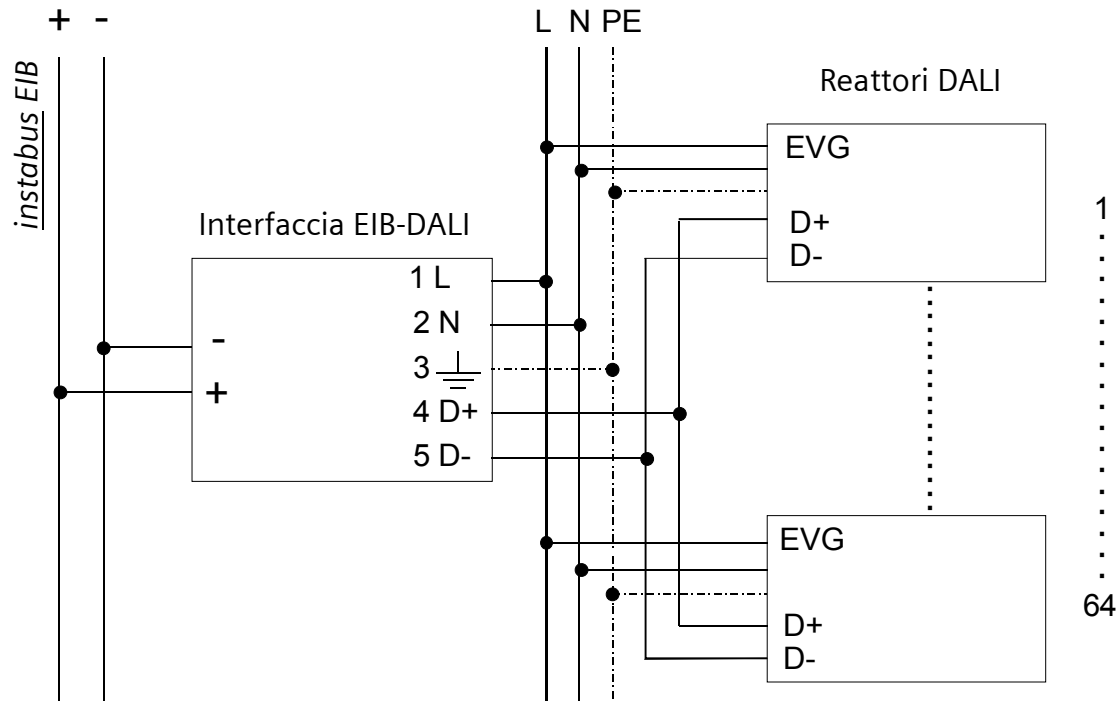 + -
L N PE
instabus EIB
Reattori DALI
EVG
D+
D-
1
Interfaccia EIB-DALI
1 L
2 N
3
4 D+
5 D-
-
+
EVG
D+
D-
64